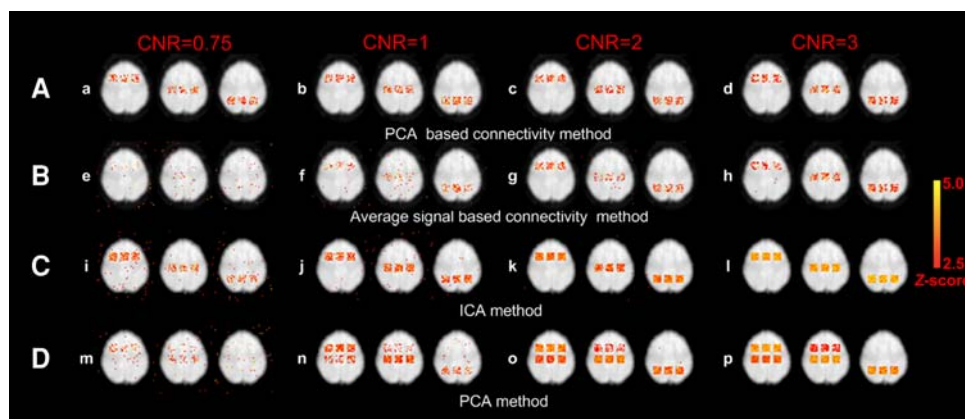 CNR=0.75 CNR=1 CNR=2 CNR=3
A a b c d
PCA based connectivity method
B e f g h
Average signal based connectivity method
5.0
C i j k l
2.5
Z-score
ICA method
D m n o p
PCA method